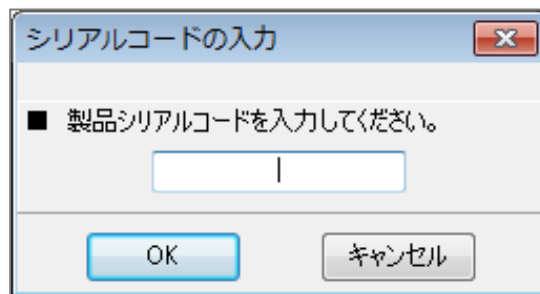 シリアルコードの入力
■ 製品シリアルコードを入力してください。
OK
キャンセル